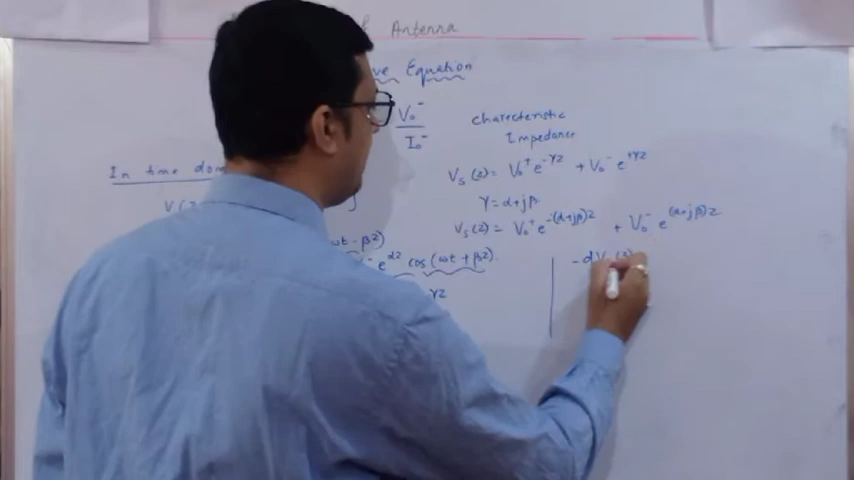 Antenna
Equation
V₀⁻
I₀⁻
charecteristic
Impedance
In time dom
Vₛ(z) = V₀⁺e^-γz + V₀⁻e^+γz
γ = α+jβ
Vₛ(z) = V₀⁺e^-(α+jβ)z + V₀⁻ e^(α+jβ)z
ωt - βz)
e^αz cos (ωt + βz).
γz
-dV